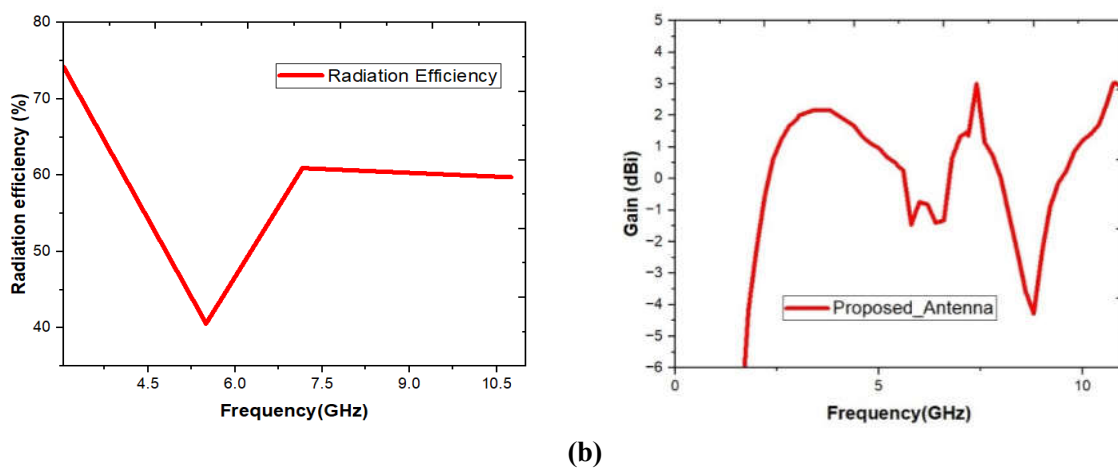 80
70
60
50
40
Radiation efficiency (%)
Radiation Efficiency
4.5 6.0 7.5 9.0 10.5
Frequency(GHz)
5
4
3
2
1
0
-1
-2
-3
-4
-5
-6
Gain (dBi)
Proposed_Antenna
0 5 10
Frequency(GHz)
(b)